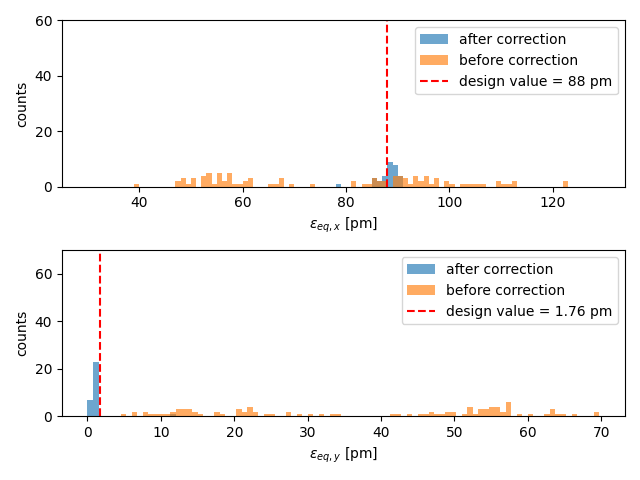 60
40
20
0
counts
after correction
before correction
design value = 88 pm
40 60 80 100 120
ε_eq, x [pm]
60
40
20
0
counts
after correction
before correction
design value = 1.76 pm
0 10 20 30 40 50 60 70
ε_eq, y [pm]